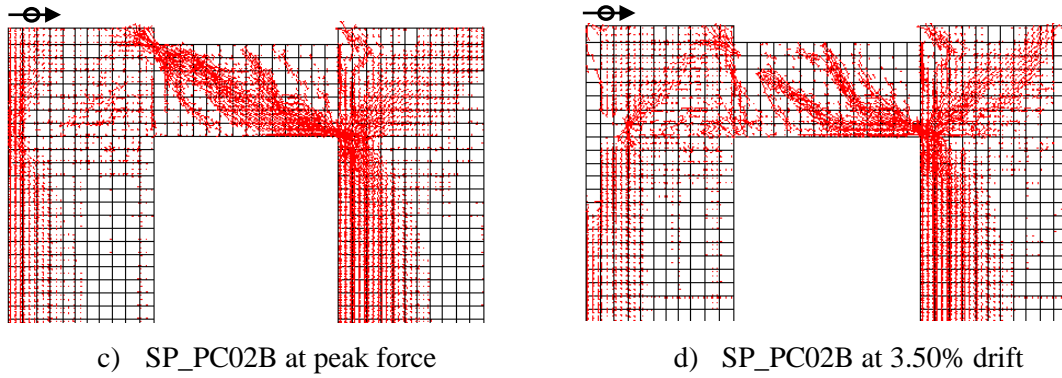 c) SP_PC02B at peak force
d) SP_PC02B at 3.50% drift